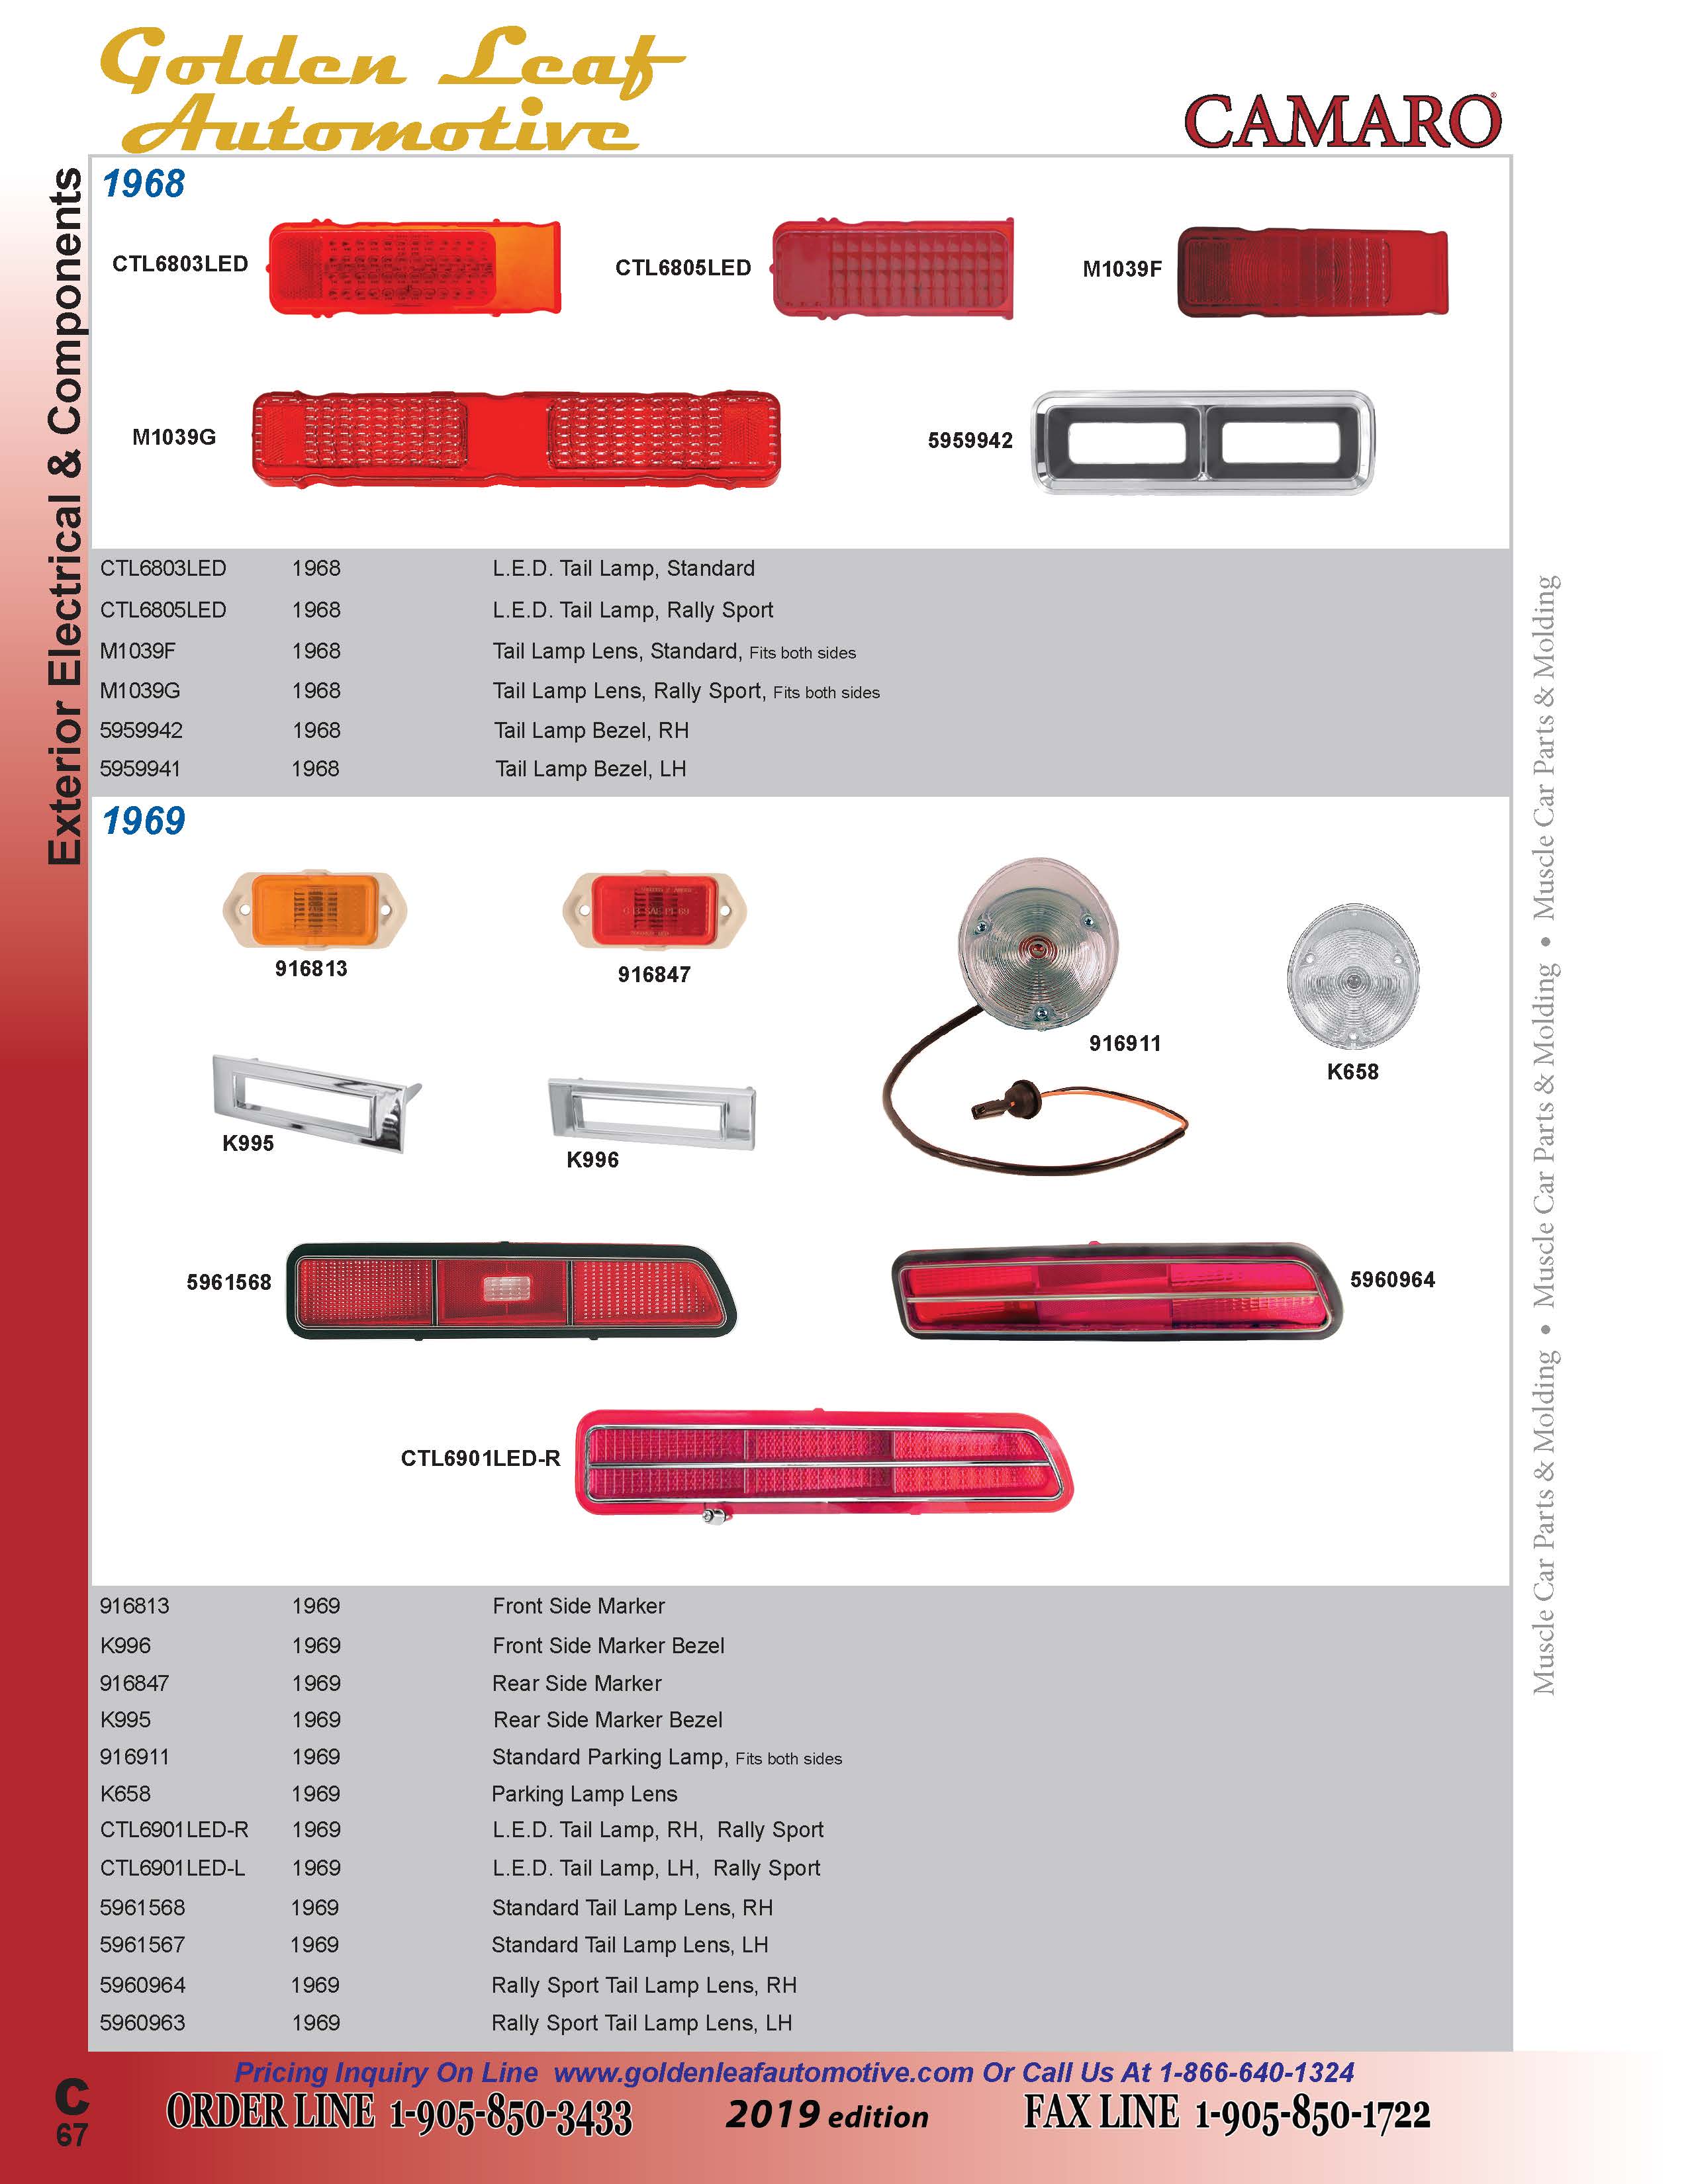 Golden Leaf
Automotive
CAMARO®
Exterior Electrical & Components
1968
CTL6803LED
CTL6805LED
M1039F
M1039G
5959942
CTL6803LED 1968 L.E.D. Tail Lamp, Standard
CTL6805LED 1968 L.E.D. Tail Lamp, Rally Sport
M1039F 1968 Tail Lamp Lens, Standard, Fits both sides
M1039G 1968 Tail Lamp Lens, Rally Sport, Fits both sides
5959942 1968 Tail Lamp Bezel, RH
5959941 1968 Tail Lamp Bezel, LH
1969
916813
916847
916911
K658
K995
K996
5961568
5960964
CTL6901LED-R
916813 1969 Front Side Marker
K996 1969 Front Side Marker Bezel
916847 1969 Rear Side Marker
K995 1969 Rear Side Marker Bezel
916911 1969 Standard Parking Lamp, Fits both sides
K658 1969 Parking Lamp Lens
CTL6901LED-R 1969 L.E.D. Tail Lamp, RH, Rally Sport
CTL6901LED-L 1969 L.E.D. Tail Lamp, LH, Rally Sport
5961568 1969 Standard Tail Lamp Lens, RH
5961567 1969 Standard Tail Lamp Lens, LH
5960964 1969 Rally Sport Tail Lamp Lens, RH
5960963 1969 Rally Sport Tail Lamp Lens, LH
Muscle Car Parts & Molding • Muscle Car Parts & Molding • Muscle Car Parts & Molding
Pricing Inquiry On Line www.goldenleafautomotive.com Or Call Us At 1-866-640-1324
ORDER LINE 1-905-850-3433 2019 edition FAX LINE 1-905-850-1722
C
67